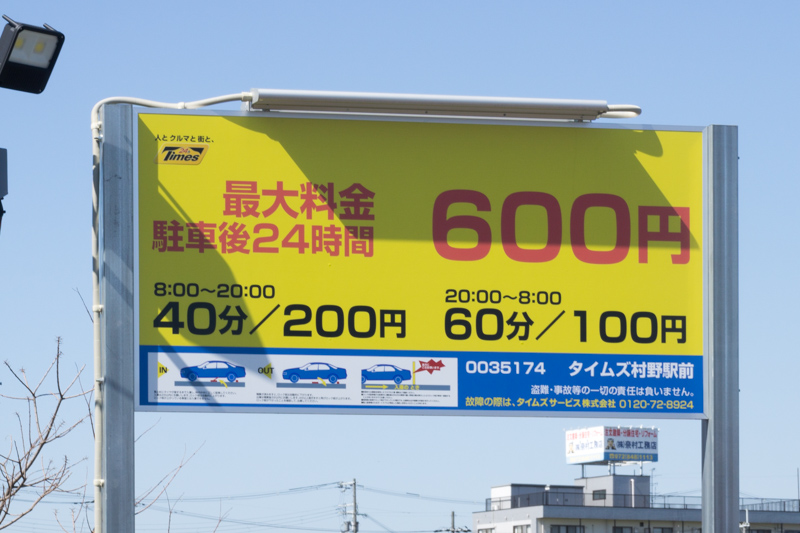 人とクルマと街と、
Times
最大料金
駐車後24時間
600円
8:00〜20:00
40分／200円
20:00〜8:00
60分／100円
IN
OUT
0035174 タイムズ村野駅前
盗難・事故等の一切の責任は負いません。
故障の際は、タイムズサービス株式会社 0120-72-8924